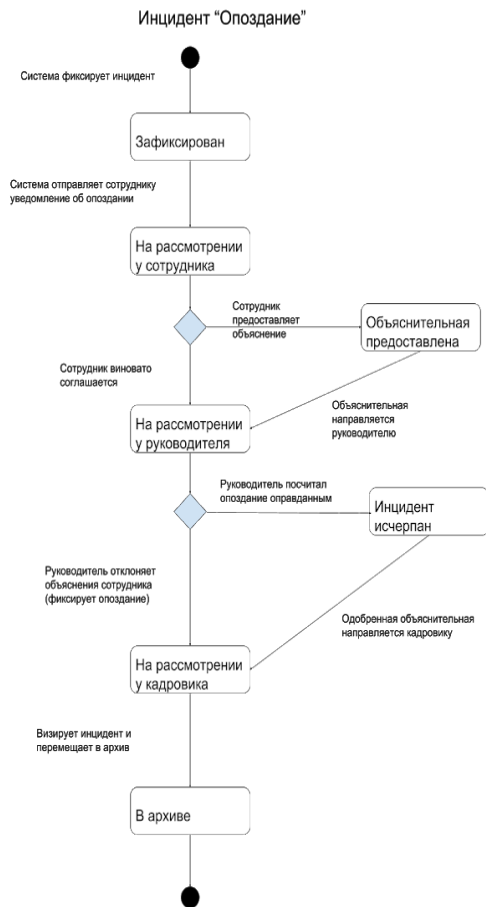 Инцидент “Опоздание”
Система фиксирует инцидент
Зафиксирован
Система отправляет сотруднику
уведомление об опоздании
На рассмотрении
у сотрудника
Сотрудник
предоставляет
объяснение
Объяснительная
предоставлена
Сотрудник виновато
соглашается
На рассмотрении
у руководителя
Объяснительная
направляется
руководителю
Руководитель посчитал
опоздание оправданным
Инцидент
исчерпан
Руководитель отклоняет
объяснения сотрудника
(фиксирует опоздание)
Одобренная объяснительная
направляется кадровику
На рассмотрении
у кадровика
Визирует инцидент и
перемещает в архив
В архиве